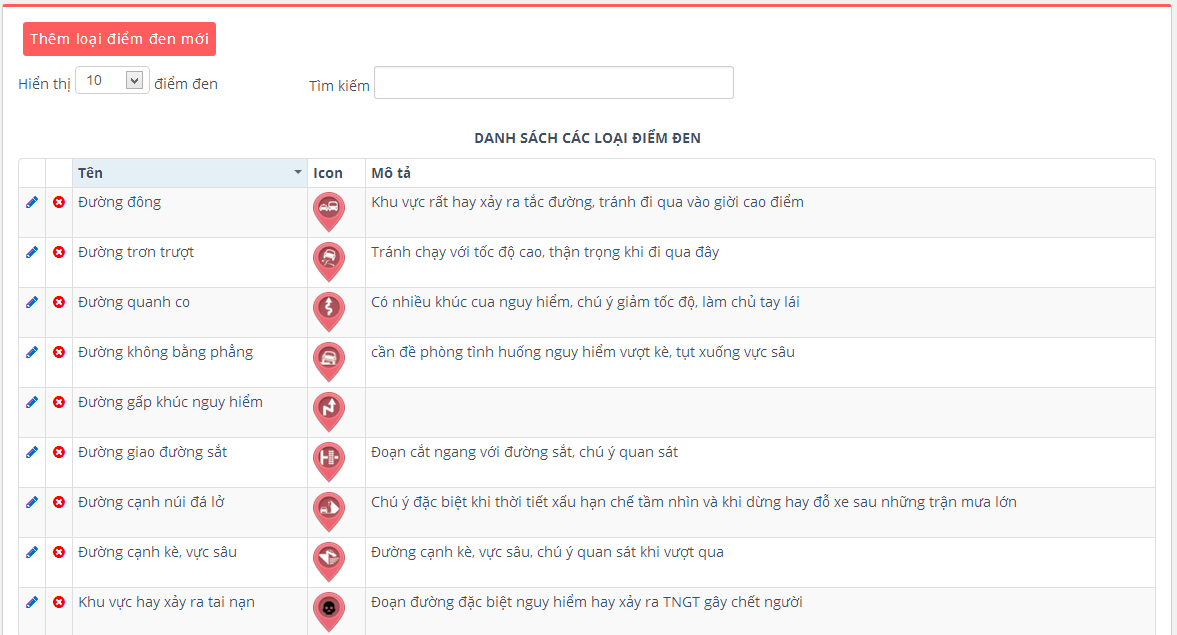 Thêm loại điểm đen mới
Hiển thị 10 điểm đen Tìm kiếm
DANH SÁCH CÁC LOẠI ĐIỂM ĐEN
Tên Icon Mô tả
Đường đông Khu vực rất hay xảy ra tắc đường, tránh đi qua vào giời cao điểm
Đường trơn trượt Tránh chạy với tốc độ cao, thận trọng khi đi qua đây
Đường quanh co Có nhiều khúc cua nguy hiểm, chú ý giảm tốc độ, làm chủ tay lái
Đường không bằng phẳng cần đề phòng tình huống nguy hiểm vượt kè, tụt xuống vực sâu
Đường gấp khúc nguy hiểm
Đường giao đường sắt Đoạn cắt ngang với đường sắt, chú ý quan sát
Đường cạnh núi đá lở Chú ý đặc biệt khi thời tiết xấu hạn chế tầm nhìn và khi dừng hay đỗ xe sau những trận mưa lớn
Đường cạnh kè, vực sâu Đường cạnh kè, vực sâu, chú ý quan sát khi vượt qua
Khu vực hay xảy ra tai nạn Đoạn đường đặc biệt nguy hiểm hay xảy ra TNGT gây chết người